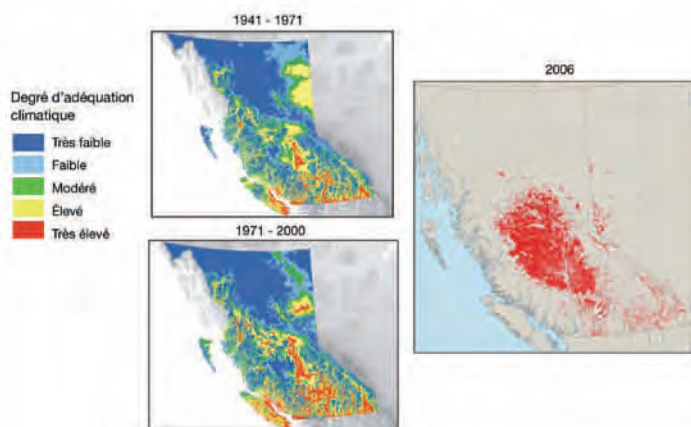 1941 - 1971
2006
Degré d'adéquation
climatique
Très faible
Faible
Modéré
Élevé
Très élevé
1971 - 2000